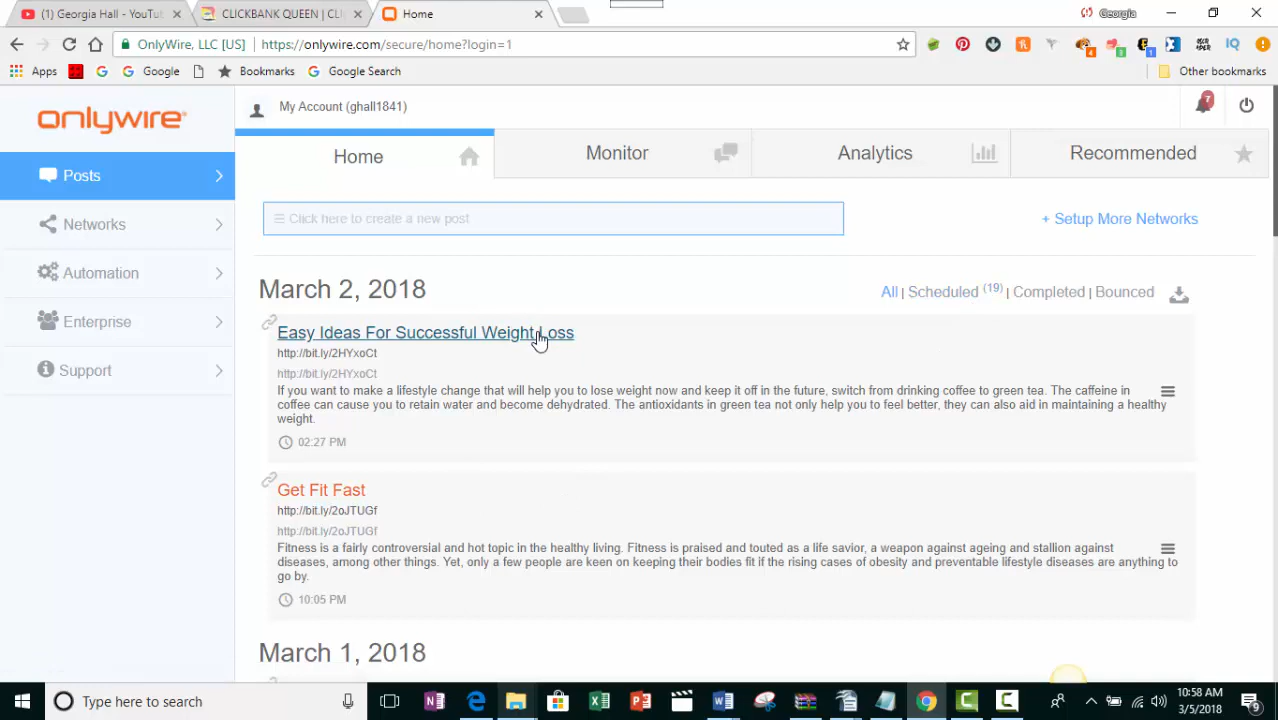 (1) Georgia Hall - YouTu
CLICKBANK QUEEN | CLI
Home
Georgia
OnlyWire, LLC [US]
https://onlywire.com/secure/home?login=1
Apps
Google
Bookmarks
Google Search
Other bookmarks
onlywire
My Account (ghall1841)
7
Posts
Networks
Automation
Enterprise
Support
Home
Monitor
Analytics
Recommended
Click here to create a new post
+ Setup More Networks
March 2, 2018
All | Scheduled (19) | Completed | Bounced
Easy Ideas For Successful Weight Loss
http://bit.ly/2HYxoCt
http://bit.ly/2HYxoCt
If you want to make a lifestyle change that will help you to lose weight now and keep it off in the future, switch from drinking coffee to green tea. The caffeine in
coffee can cause you to retain water and become dehydrated. The antioxidants in green tea not only help you to feel better, they can also aid in maintaining a healthy
weight.
02:27 PM
Get Fit Fast
http://bit.ly/2oJTUGf
http://bit.ly/2oJTUGf
Fitness is a fairly controversial and hot topic in the healthy living. Fitness is praised and touted as a life savior, a weapon against ageing and stallion against
diseases, among other things. Yet, only a few people are keen on keeping their bodies fit if the rising cases of obesity and preventable lifestyle diseases are anything to
go by.
10:05 PM
March 1, 2018
Type here to search
10:58 AM
3/5/2018
9